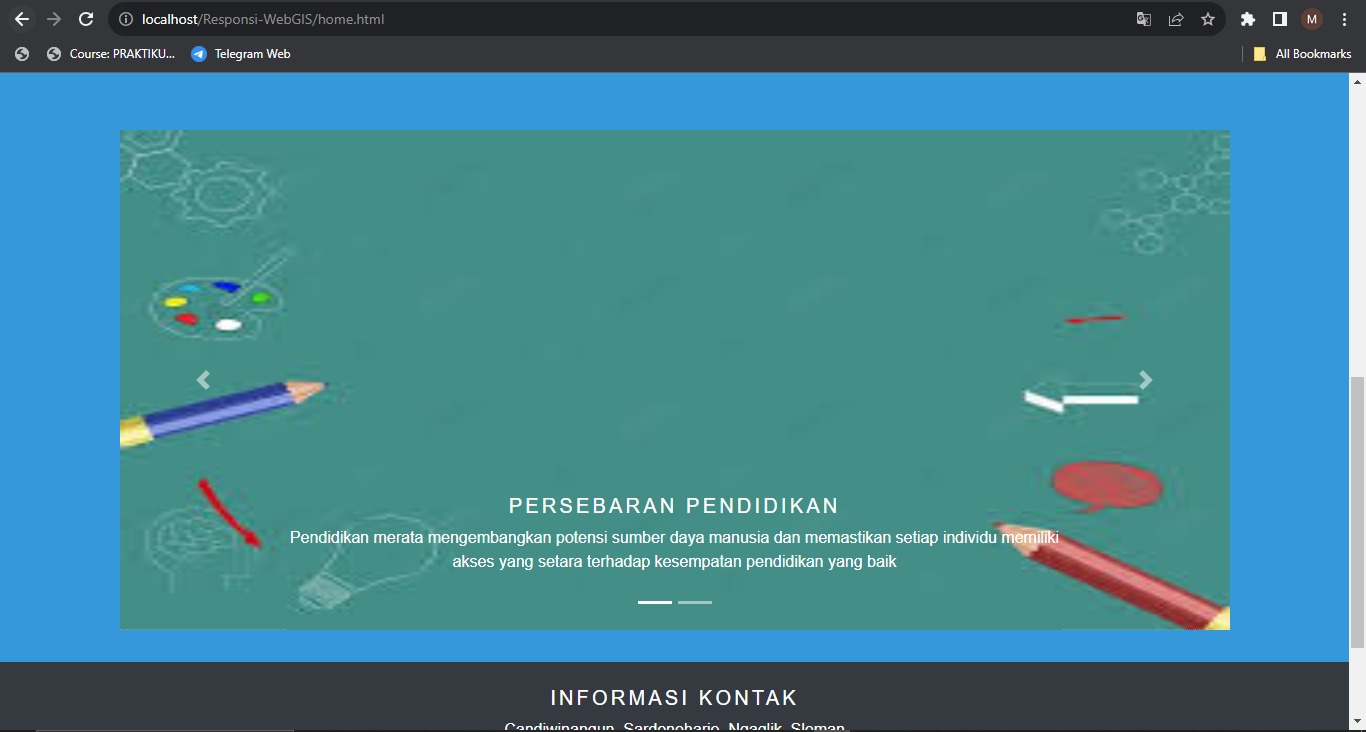 localhost/Responsi-WebGIS/home.html
M
Course: PRAKTIKU...
Telegram Web
All Bookmarks
PERSEBARAN PENDIDIKAN
Pendidikan merata mengembangkan potensi sumber daya manusia dan memastikan setiap individu memiliki
akses yang setara terhadap kesempatan pendidikan yang baik
INFORMASI KONTAK
Candiwinangun, Sardonoharjo, Ngaglik, Sleman